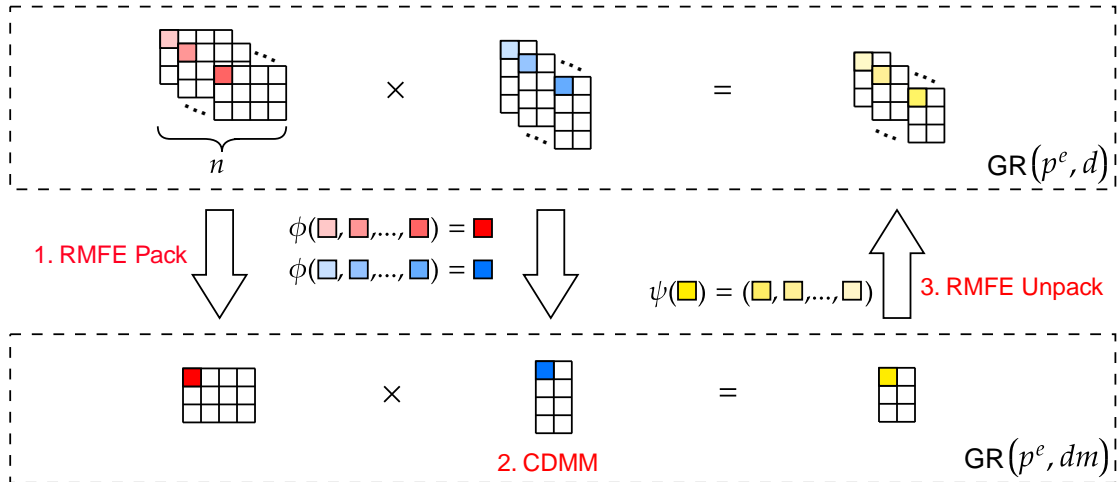 × =
n
GR(p^e, d)
1. RMFE Pack
ϕ(□, □,..., □) = □
ϕ(□, □,..., □) = □
ψ(□) = (□, □,..., □)
3. RMFE Unpack
× =
2. CDMM
GR(p^e, dm)